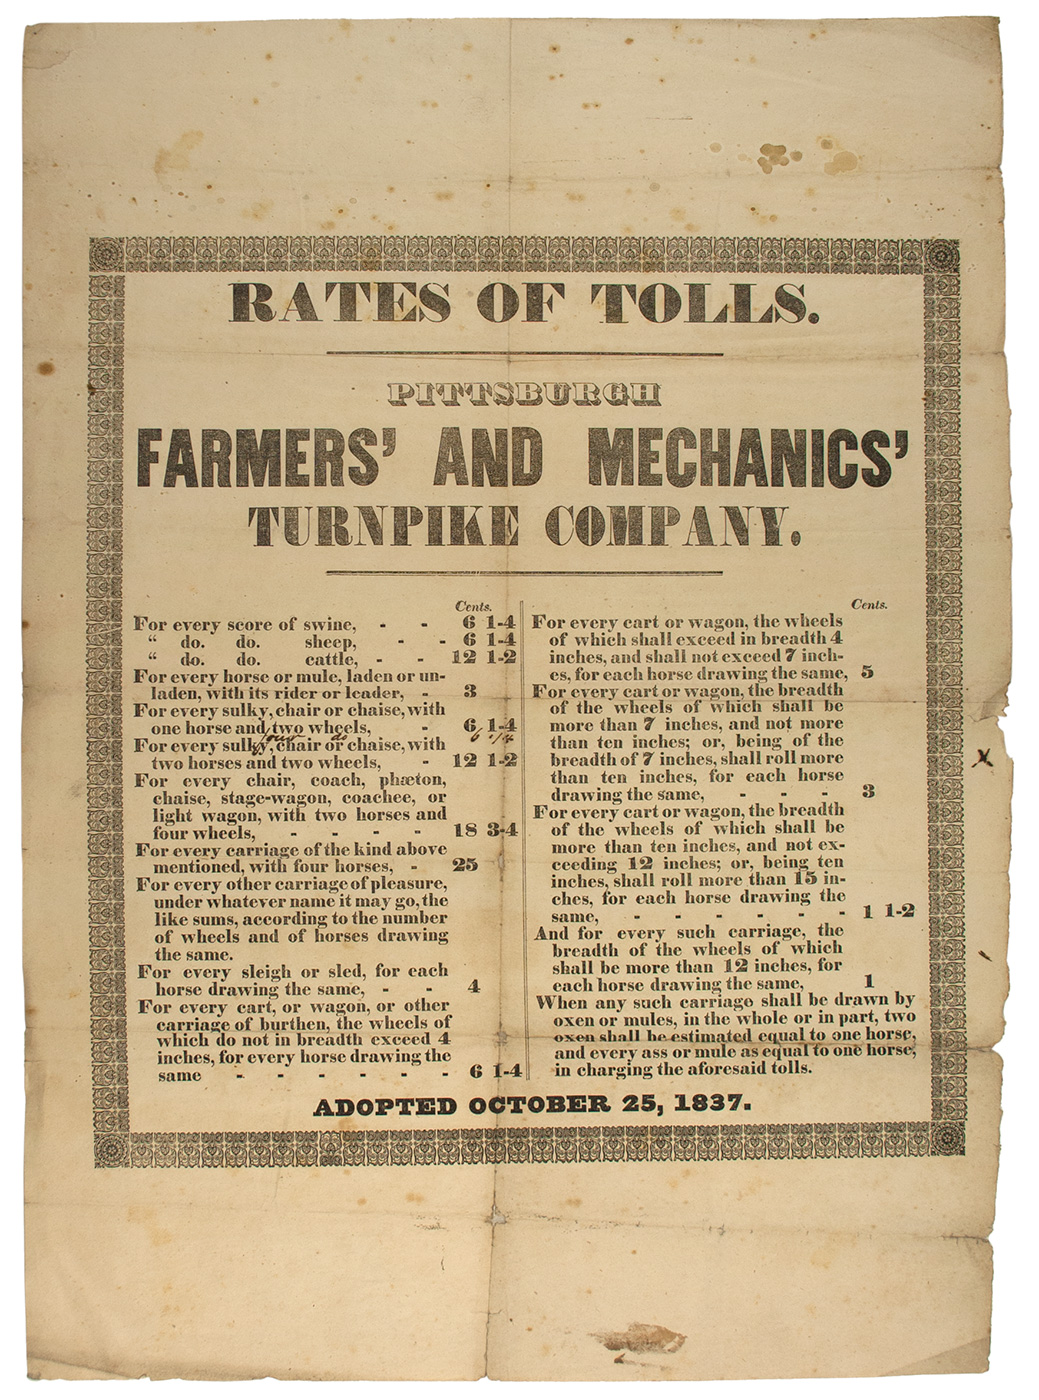 RATES OF TOLLS.
PITTSBURGH
FARMERS' AND MECHANICS'
TURNPIKE COMPANY.
Cents.
For every score of swine, - - 6 1-4
“ do. do. sheep, - - 6 1-4
“ do. do. cattle, - - 12 1-2
For every horse or mule, laden or un-
laden, with its rider or leader, - 3
For every sulky, chair or chaise, with
one horse and two wheels, - 6 1-4
four do 6 1/4
For every sulky, chair or chaise, with
two horses and two wheels, - 12 1-2
For every chair, coach, phæton,
chaise, stage-wagon, coachee, or
light wagon, with two horses and
four wheels, - - - - 18 3-4
For every carriage of the kind above
mentioned, with four horses, - 25
For every other carriage of pleasure,
under whatever name it may go, the
like sums, according to the number
of wheels and of horses drawing
the same.
For every sleigh or sled, for each
horse drawing the same, - - 4
For every cart, or wagon, or other
carriage of burthen, the wheels of
which do not in breadth exceed 4
inches, for every horse drawing the
same - - - - - - 6 1-4
Cents.
For every cart or wagon, the wheels
of which shall exceed in breadth 4
inches, and shall not exceed 7 inch-
es, for each horse drawing the same, 5
For every cart or wagon, the breadth
of the wheels of which shall be
more than 7 inches, and not more
than ten inches; or, being of the
breadth of 7 inches, shall roll more
than ten inches, for each horse
drawing the same, - - - 3
For every cart or wagon, the breadth
of the wheels of which shall be
more than ten inches, and not ex-
ceeding 12 inches; or, being ten
inches, shall roll more than 15 in-
ches, for each horse drawing the
same, - - - - - - 1 1-2
And for every such carriage, the
breadth of the wheels of which
shall be more than 12 inches, for
each horse drawing the same, 1
When any such carriage shall be drawn by
oxen or mules, in the whole or in part, two
oxen shall be estimated equal to one horse,
and every ass or mule as equal to one horse,
in charging the aforesaid tolls.
ADOPTED OCTOBER 25, 1837.
x